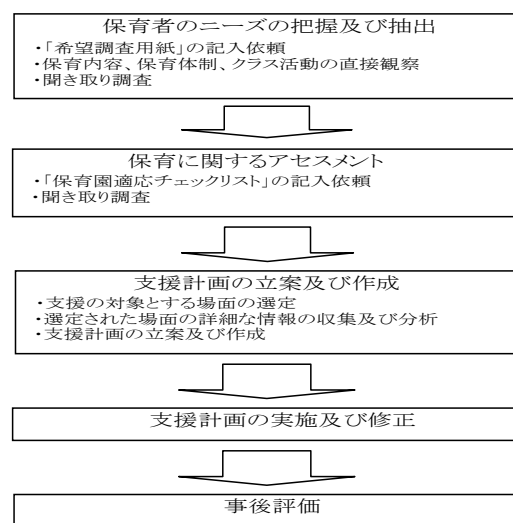 保育者のニーズの把握及び抽出
・「希望調査用紙」の記入依頼
・保育内容、保育体制、クラス活動の直接観察
・聞き取り調査
保育に関するアセスメント
・「保育園適応チェックリスト」の記入依頼
・聞き取り調査
支援計画の立案及び作成
・支援の対象とする場面の選定
・選定された場面の詳細な情報の収集及び分析
・支援計画の立案及び作成
支援計画の実施及び修正
事後評価